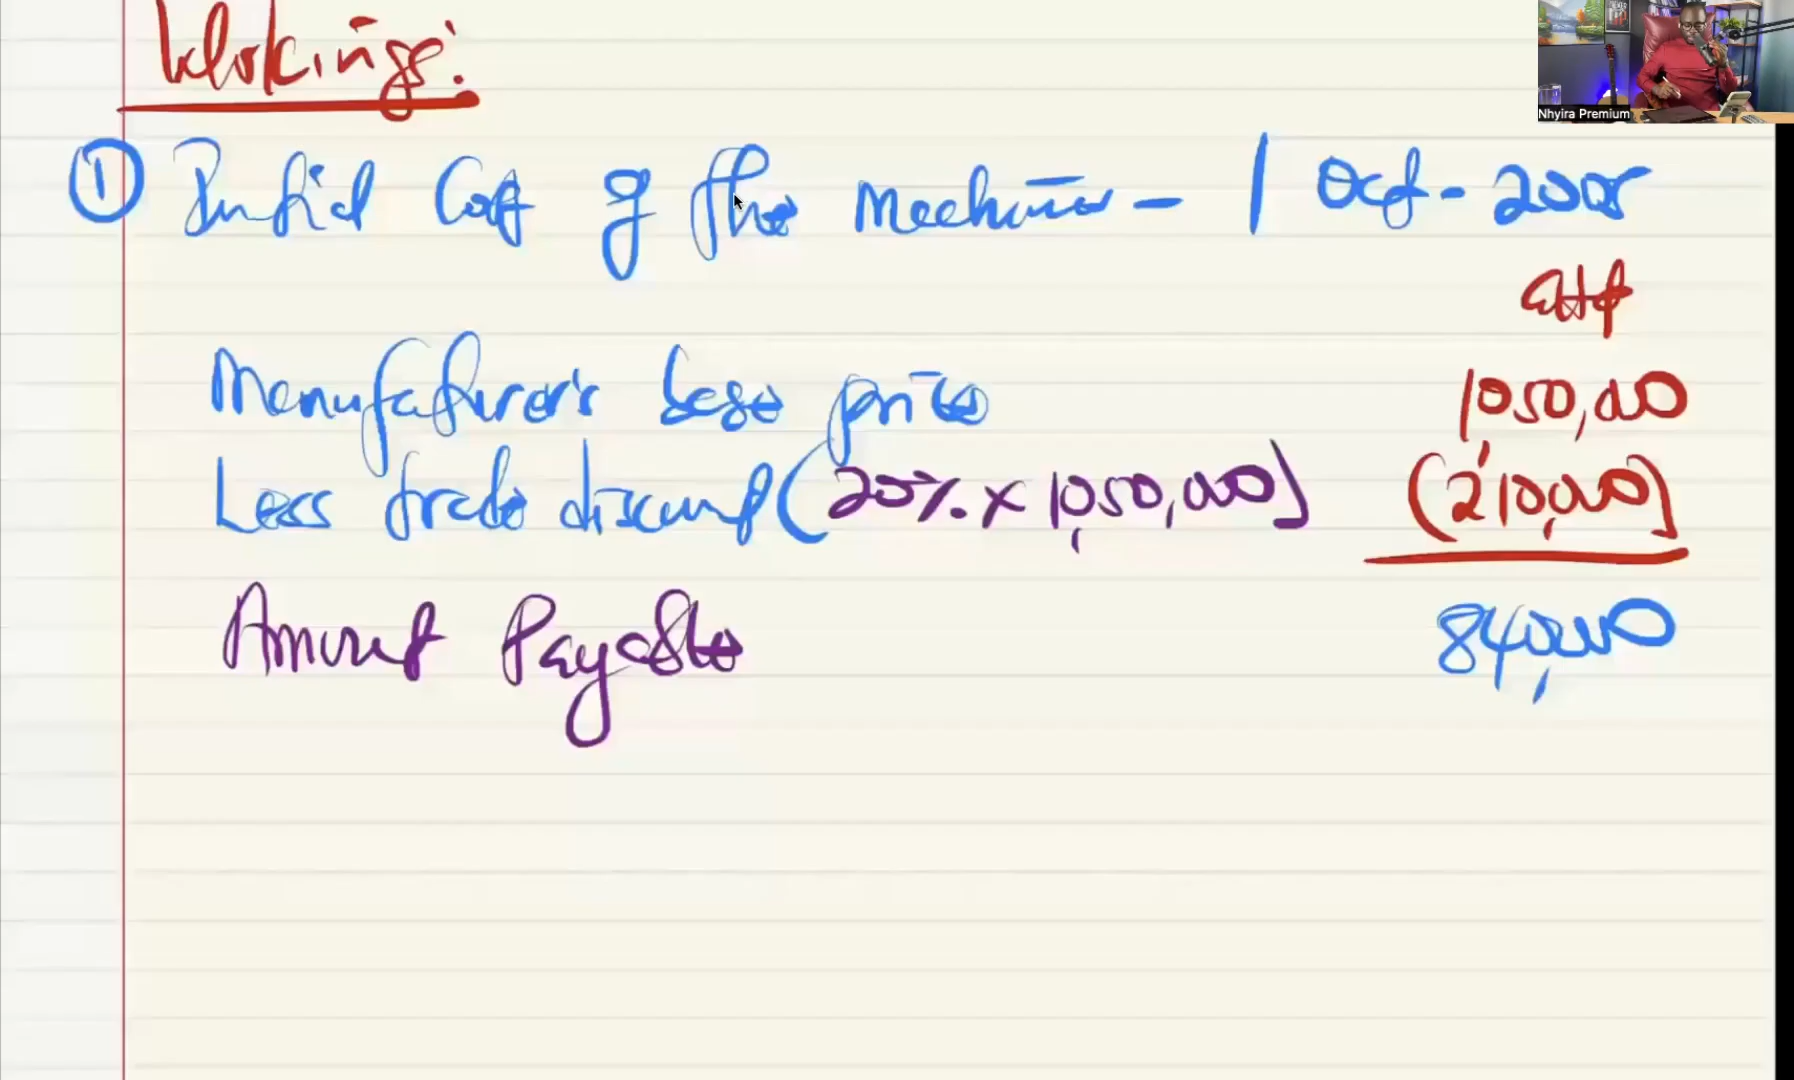 Workings:
① Initial Cost of the Machine - 1 Oct - 2005
GH¢
Manufacturer's base price 1,050,000
Less trade discount (20% x 1,050,000) (210,000)
Amount Payable 840,000
Nhyira Premium